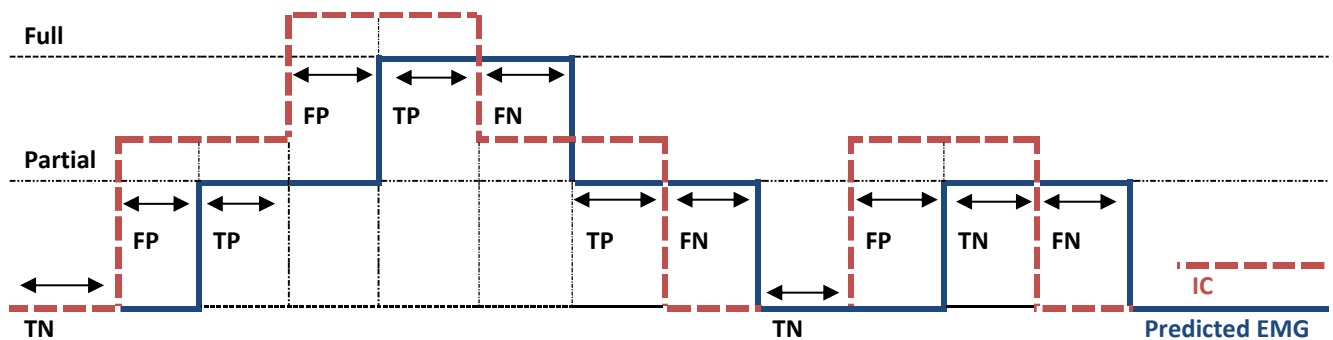 Full
FP TP FN
Partial
FP TP TP FN FP TN FN
IC
TN TN Predicted EMG